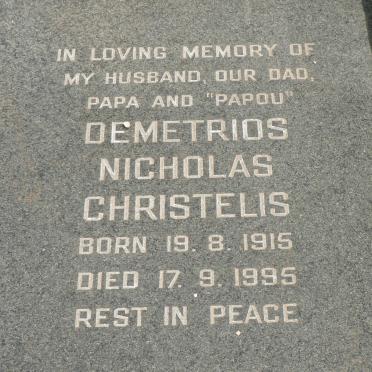 IN LOVING MEMORY OF
MY HUSBAND, OUR DAD,
PAPA AND "PAPOU"
DEMETRIOS
NICHOLAS
CHRISTELIS
BORN 19. 8. 1915
DIED 17. 9. 1995
REST IN PEACE